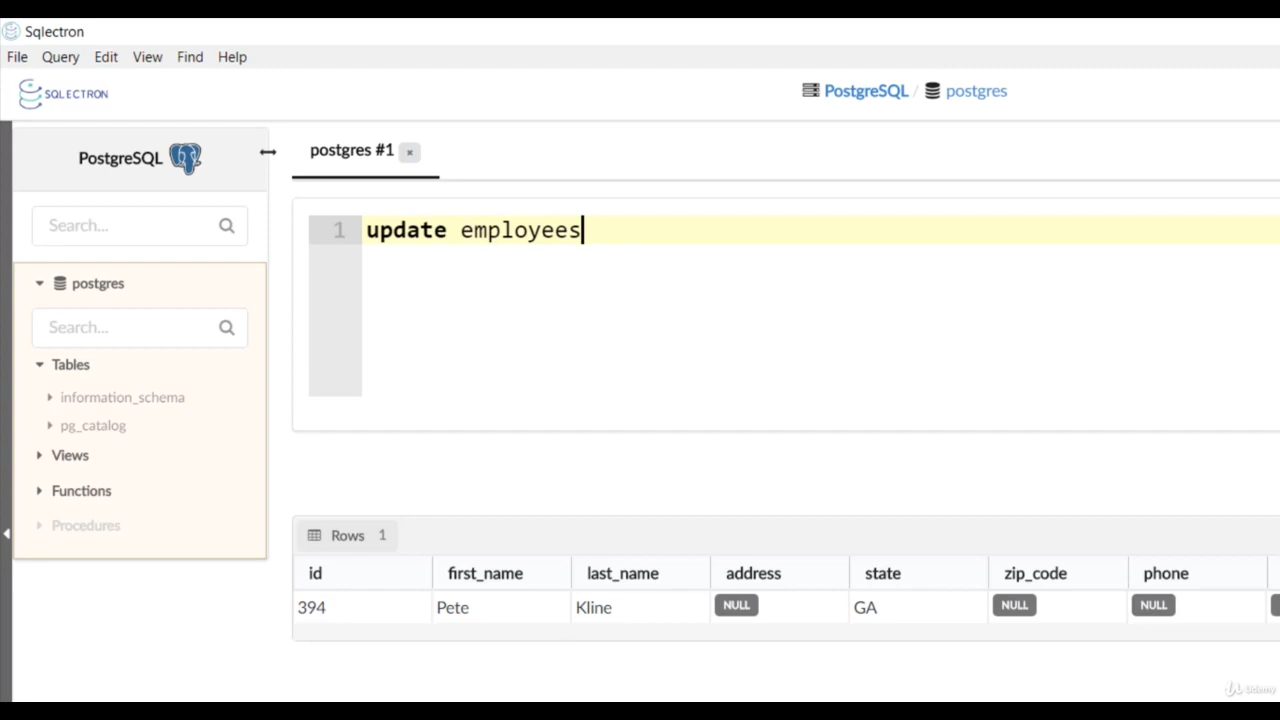 Sqlectron
File Query Edit View Find Help
SQLECTRON
PostgreSQL / postgres
PostgreSQL
postgres #1 ×
Search...
1 update employees
postgres
Search...
Tables
information_schema
pg_catalog
Views
Functions
Procedures
Rows 1
id first_name last_name address state zip_code phone
394 Pete Kline NULL GA NULL NULL
Udemy